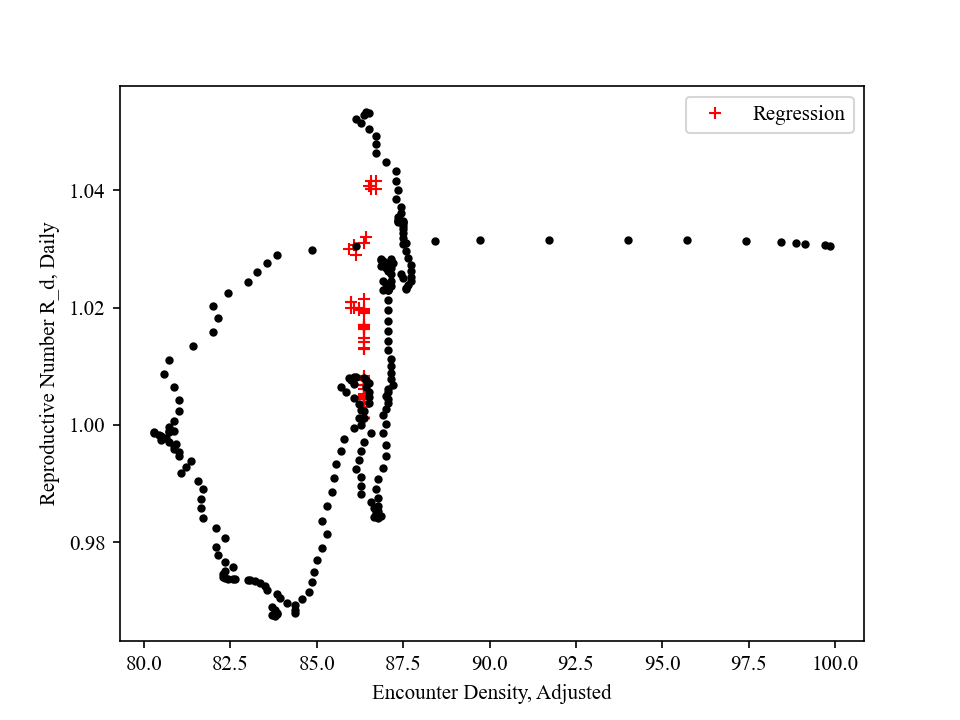 Regression
1.04
1.02
1.00
0.98
Reproductive Number R_d, Daily
80.0 82.5 85.0 87.5 90.0 92.5 95.0 97.5 100.0
Encounter Density, Adjusted